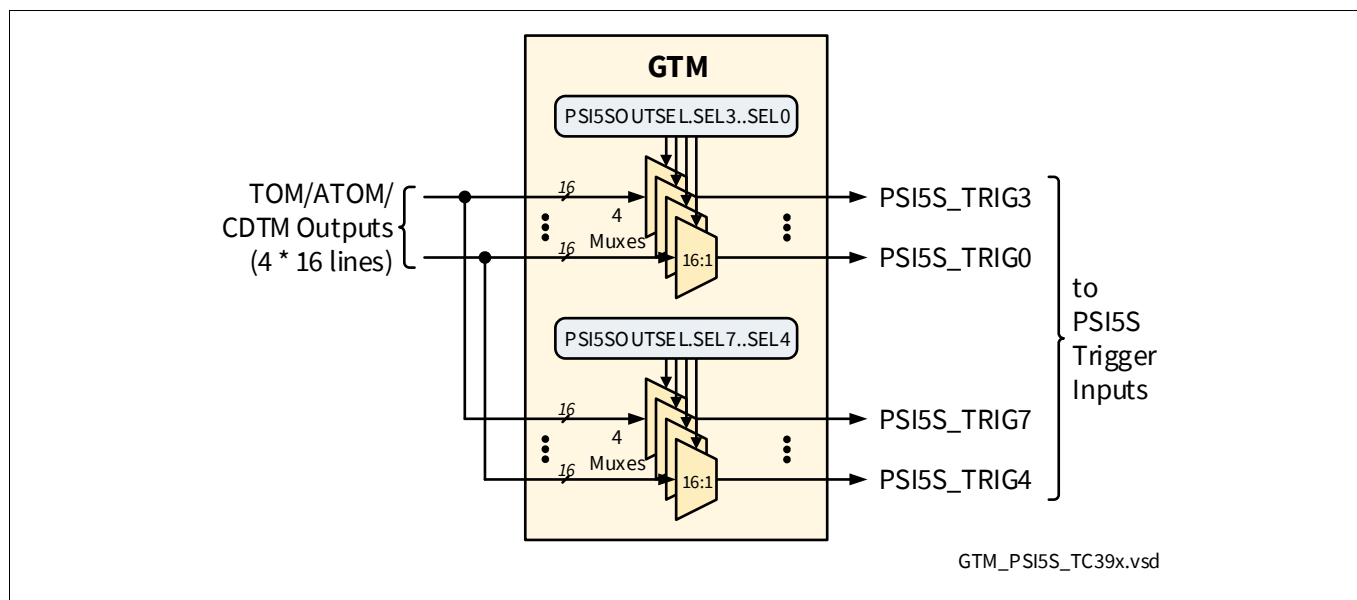 GTM
PSI5SOUTSEL.SEL3..SEL0
TOM/ATOM/
CDTM Outputs
(4 * 16 lines)
16
4
Muxes
16
16:1
PSI5S_TRIG3
PSI5S_TRIG0
PSI5SOUTSEL.SEL7..SEL4
16
4
Muxes
16
16:1
PSI5S_TRIG7
PSI5S_TRIG4
to
PSI5S
Trigger
Inputs
GTM_PSI5S_TC39x.vsd